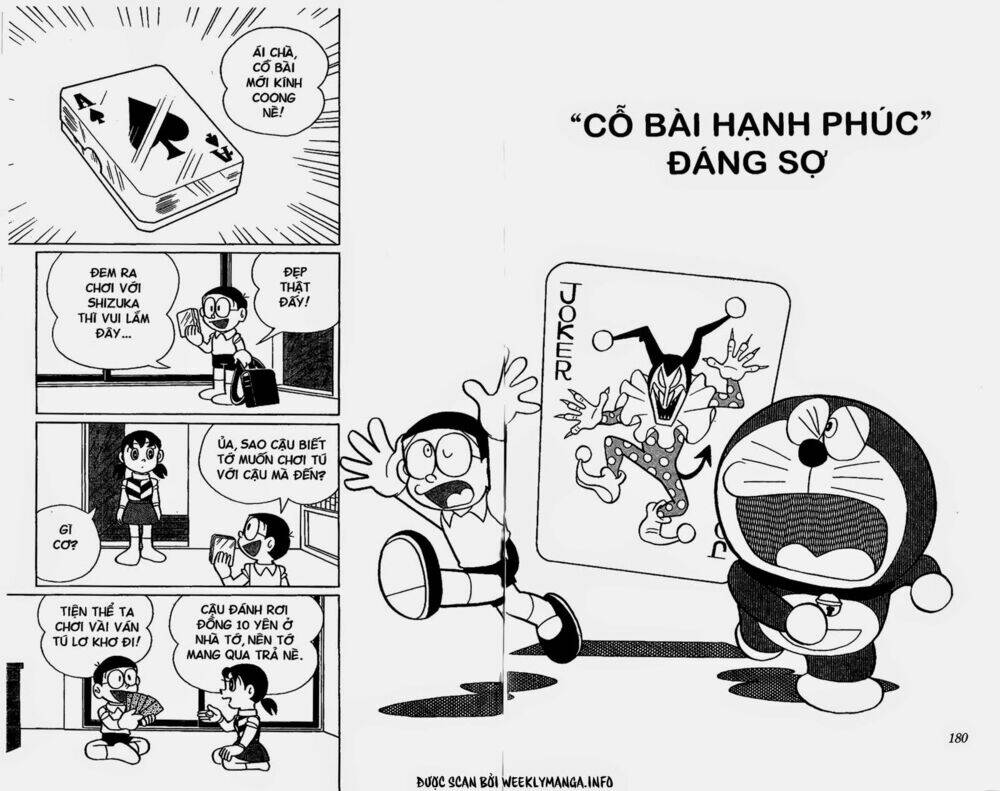 “CỖ BÀI HẠNH PHÚC”
ĐÁNG SỢ
JOKER
180
ÁI CHÀ,
CỖ BÀI
MỚI KÍNH
COONG
NÈ!
A
A
ĐẸP
THẬT
ĐẤY!
ĐEM RA
CHƠI VỚI
SHIZUKA
THÌ VUI LẮM
ĐÂY...
ỦA, SAO CẬU BIẾT
TỚ MUỐN CHƠI TÚ
VỚI CẬU MÀ ĐẾN?
GÌ
CƠ?
TIỆN THỂ TA
CHƠI VÀI VÁN
TÚ LƠ KHƠ ĐI!
CẬU ĐÁNH RƠI
ĐỒNG 10 YÊN Ở
NHÀ TỚ, NÊN TỚ
MANG QUA TRẢ NÈ.
ĐƯỢC SCAN BỞI WEEKLYMANGA.INFO